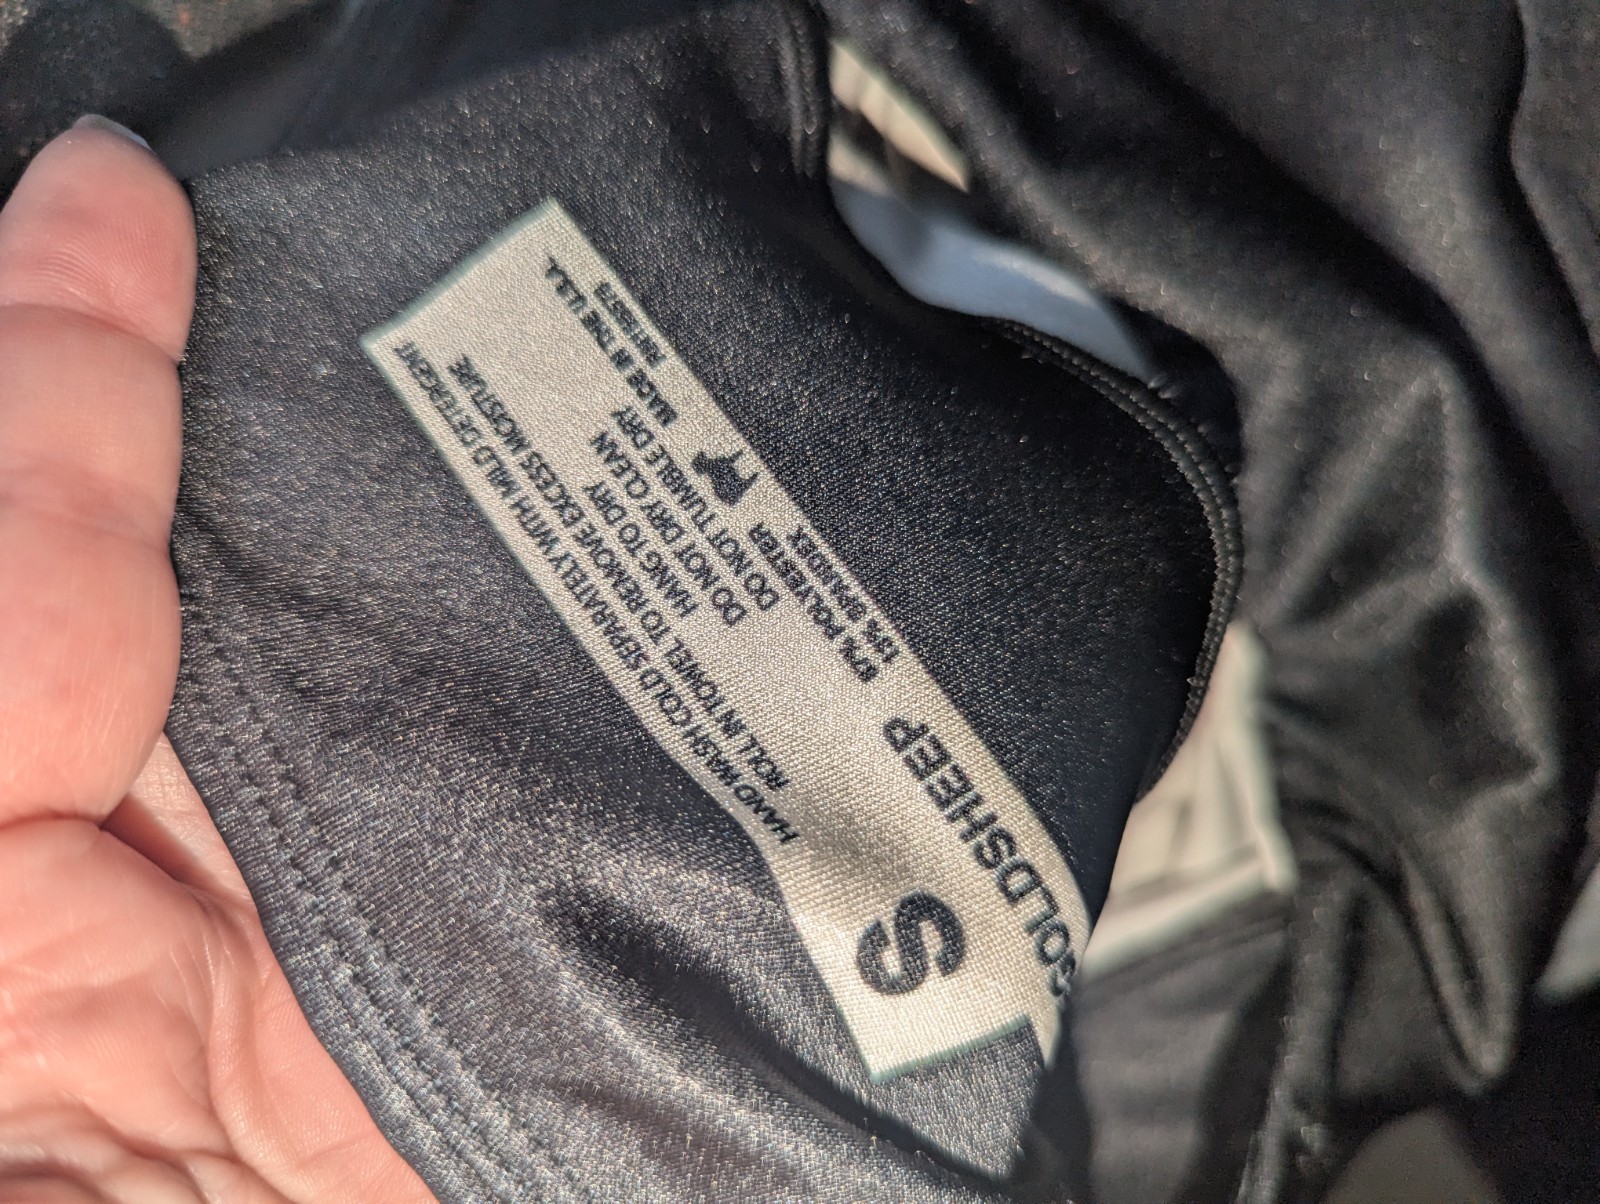 GOLDSHEEP
S
87% POLYESTER
13% SPANDEX
HAND WASH COLD SEPARATELY WITH MILD DETERGENT
ROLL IN TOWEL TO REMOVE EXCESS MOISTURE
HANG TO DRY
DO NOT DRY CLEAN
DO NOT TUMBLE DRY
MADE IN THE U.S.A.